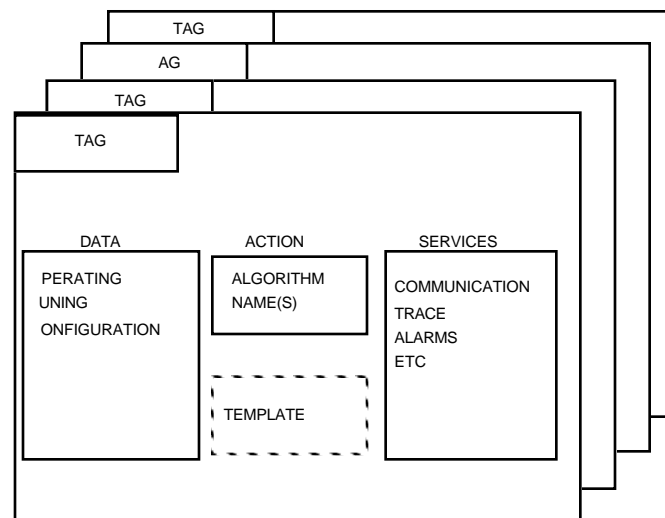 TAG
AG
TAG
TAG
DATA
ACTION
SERVICES
PERATING
UNING
ONFIGURATION
ALGORITHM
NAME(S)
TEMPLATE
COMMUNICATION
TRACE
ALARMS
ETC